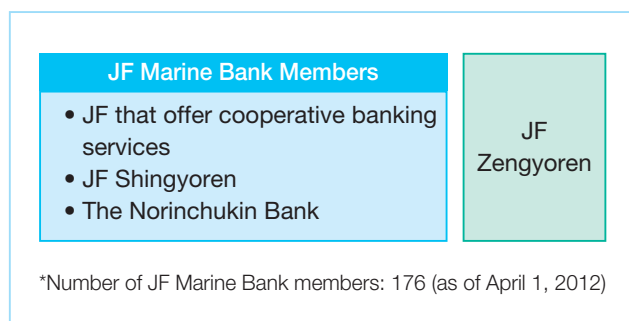 JF Marine Bank Members
• JF that offer cooperative banking
services
• JF Shingyoren
• The Norinchukin Bank
JF
Zengyoren
*Number of JF Marine Bank members: 176 (as of April 1, 2012)